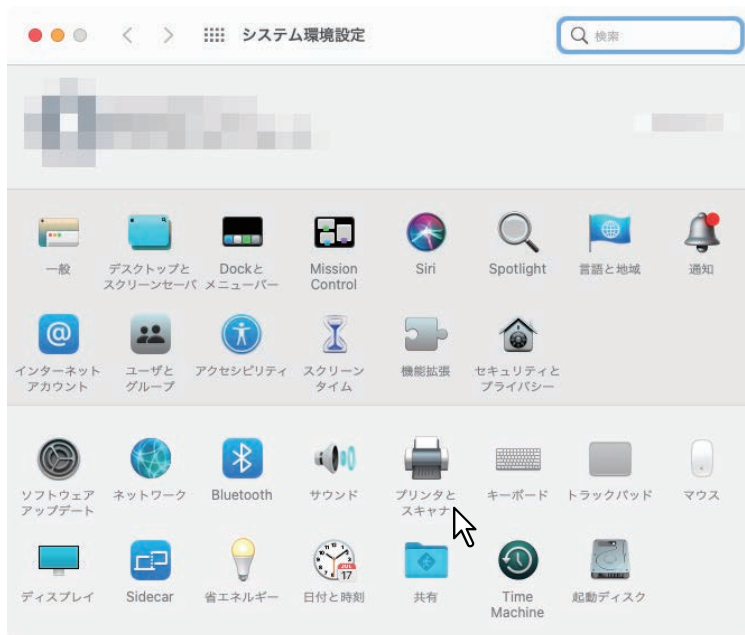 システム環境設定
検索
一般
デスクトップと
スクリーンセーバ
Dockと
メニューバー
Mission
Control
Siri
Spotlight
言語と地域
通知
インターネット
アカウント
ユーザと
グループ
アクセシビリティ
スクリーン
タイム
機能拡張
セキュリティと
プライバシー
ソフトウェア
アップデート
ネットワーク
Bluetooth
サウンド
プリンタと
スキャナ
キーボード
トラックパッド
マウス
ディスプレイ
Sidecar
省エネルギー
日付と時刻
共有
Time
Machine
起動ディスク